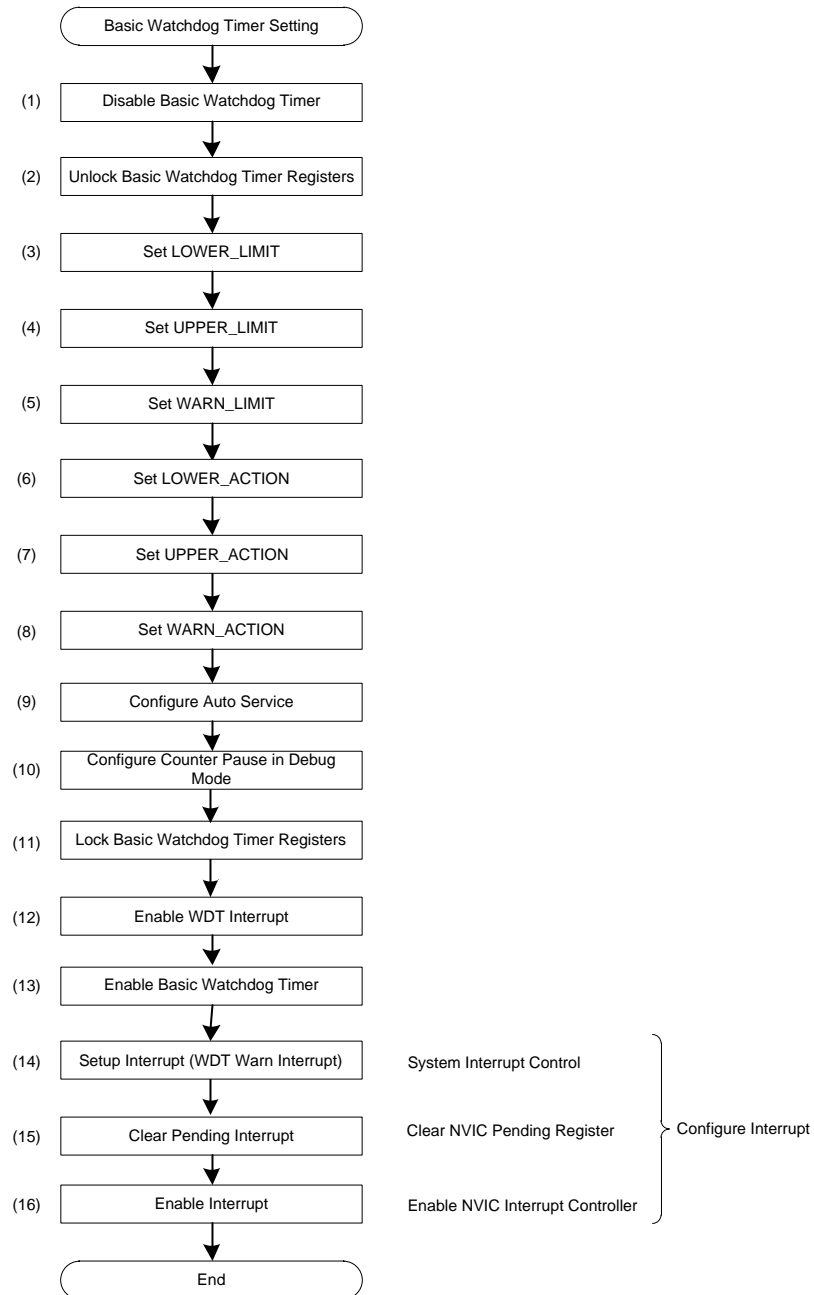 Basic Watchdog Timer Setting
(1) Disable Basic Watchdog Timer
(2) Unlock Basic Watchdog Timer Registers
(3) Set LOWER_LIMIT
(4) Set UPPER_LIMIT
(5) Set WARN_LIMIT
(6) Set LOWER_ACTION
(7) Set UPPER_ACTION
(8) Set WARN_ACTION
(9) Configure Auto Service
(10) Configure Counter Pause in Debug
Mode
(11) Lock Basic Watchdog Timer Registers
(12) Enable WDT Interrupt
(13) Enable Basic Watchdog Timer
(14) Setup Interrupt (WDT Warn Interrupt) System Interrupt Control
(15) Clear Pending Interrupt Clear NVIC Pending Register Configure Interrupt
(16) Enable Interrupt Enable NVIC Interrupt Controller
End